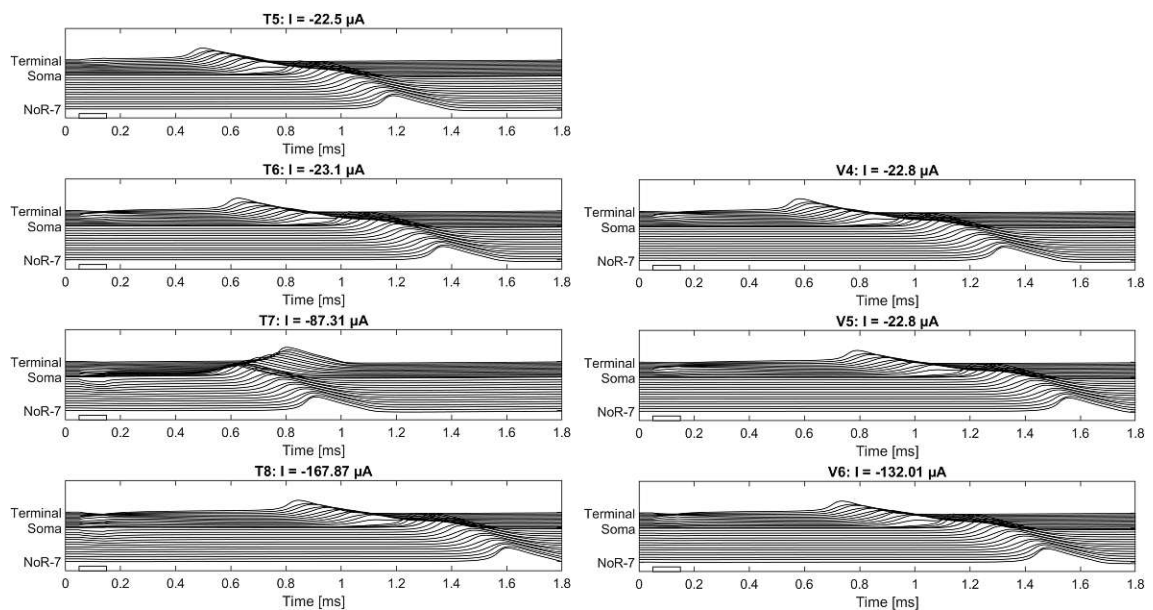 T5: I = -22.5 µA
Terminal
Soma
NoR-7
0 0.2 0.4 0.6 0.8 1 1.2 1.4 1.6 1.8
Time [ms]
T6: I = -23.1 µA
Terminal
Soma
NoR-7
0 0.2 0.4 0.6 0.8 1 1.2 1.4 1.6 1.8
Time [ms]
V4: I = -22.8 µA
Terminal
Soma
NoR-7
0 0.2 0.4 0.6 0.8 1 1.2 1.4 1.6 1.8
Time [ms]
T7: I = -87.31 µA
Terminal
Soma
NoR-7
0 0.2 0.4 0.6 0.8 1 1.2 1.4 1.6 1.8
Time [ms]
V5: I = -22.8 µA
Terminal
Soma
NoR-7
0 0.2 0.4 0.6 0.8 1 1.2 1.4 1.6 1.8
Time [ms]
T8: I = -167.87 µA
Terminal
Soma
NoR-7
0 0.2 0.4 0.6 0.8 1 1.2 1.4 1.6 1.8
Time [ms]
V6: I = -132.01 µA
Terminal
Soma
NoR-7
0 0.2 0.4 0.6 0.8 1 1.2 1.4 1.6 1.8
Time [ms]